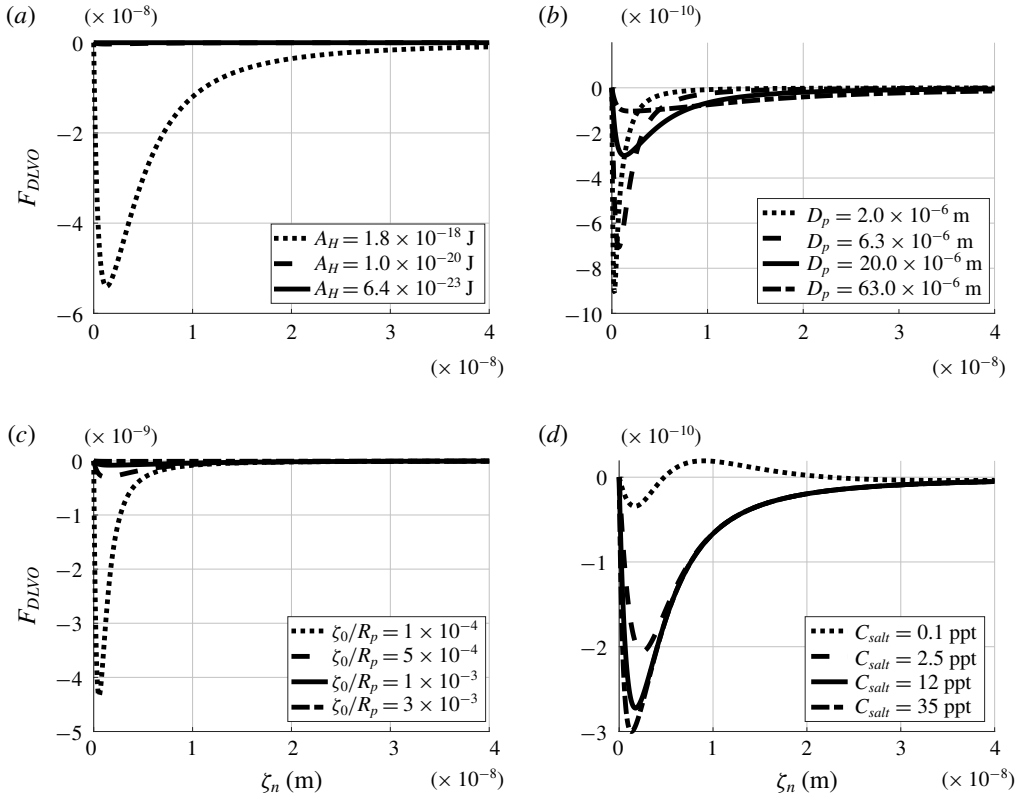 (a)
(× 10⁻⁸)
0
−2
−4
−6
F_DLVO
A_H = 1.8 × 10⁻¹⁸ J
A_H = 1.0 × 10⁻²⁰ J
A_H = 6.4 × 10⁻²³ J
0 1 2 3 4
(× 10⁻⁸)
(b)
(× 10⁻¹⁰)
0
−2
−4
−6
−8
−10
D_p = 2.0 × 10⁻⁶ m
D_p = 6.3 × 10⁻⁶ m
D_p = 20.0 × 10⁻⁶ m
D_p = 63.0 × 10⁻⁶ m
0 1 2 3 4
(× 10⁻⁸)
(c)
(× 10⁻⁹)
0
−1
−2
−3
−4
−5
F_DLVO
ζ₀/R_p = 1 × 10⁻⁴
ζ₀/R_p = 5 × 10⁻⁴
ζ₀/R_p = 1 × 10⁻³
ζ₀/R_p = 3 × 10⁻³
0 1 2 3 4
ζ_n (m)
(× 10⁻⁸)
(d)
(× 10⁻¹⁰)
0
−1
−2
−3
C_salt = 0.1 ppt
C_salt = 2.5 ppt
C_salt = 12 ppt
C_salt = 35 ppt
0 1 2 3 4
ζ_n (m)
(× 10⁻⁸)